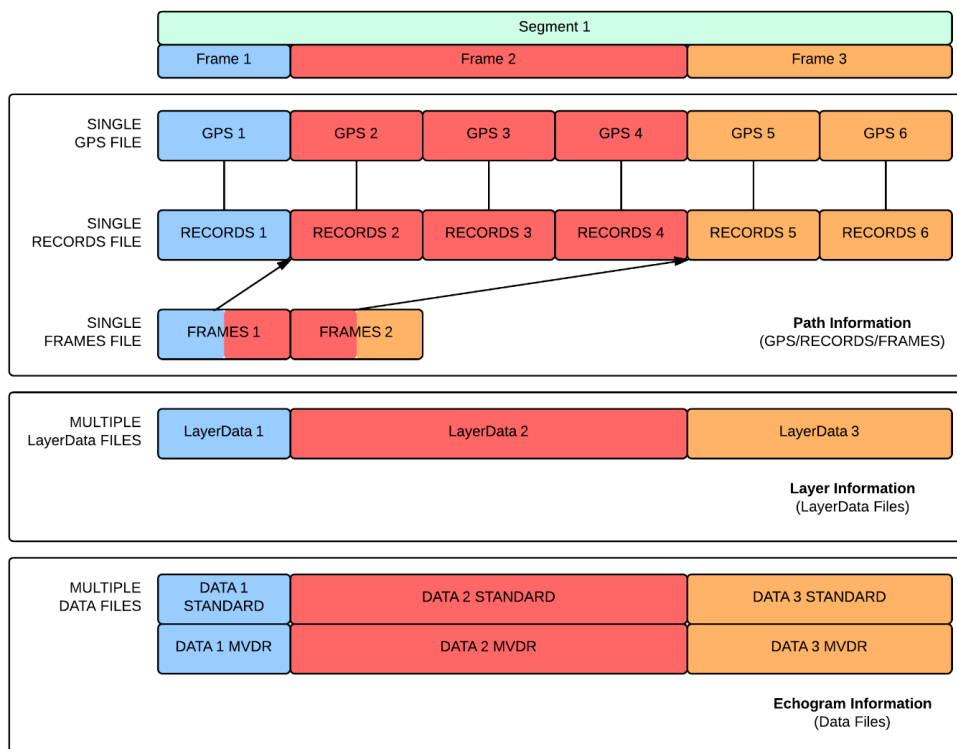 Segment 1
Frame 1
Frame 2
Frame 3
SINGLE
GPS FILE
GPS 1
GPS 2
GPS 3
GPS 4
GPS 5
GPS 6
SINGLE
RECORDS FILE
RECORDS 1
RECORDS 2
RECORDS 3
RECORDS 4
RECORDS 5
RECORDS 6
SINGLE
FRAMES FILE
FRAMES 1
FRAMES 2
Path Information
(GPS/RECORDS/FRAMES)
MULTIPLE
LayerData FILES
LayerData 1
LayerData 2
LayerData 3
Layer Information
(LayerData Files)
MULTIPLE
DATA FILES
DATA 1
STANDARD
DATA 2 STANDARD
DATA 3 STANDARD
DATA 1 MVDR
DATA 2 MVDR
DATA 3 MVDR
Echogram Information
(Data Files)